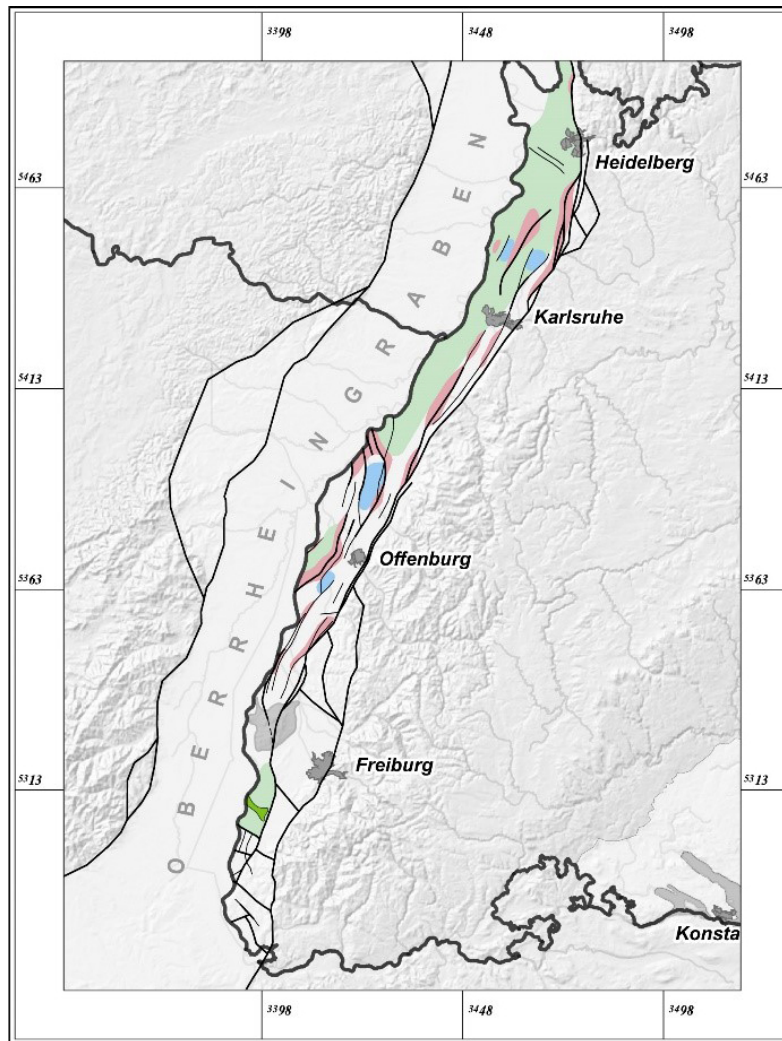 3398 3448 3498
5463 5463
5413 5413
5363 5363
5313 5313
3398 3448 3498
OBERRHEINGRABEN
Heidelberg
Karlsruhe
Offenburg
Freiburg
Konsta